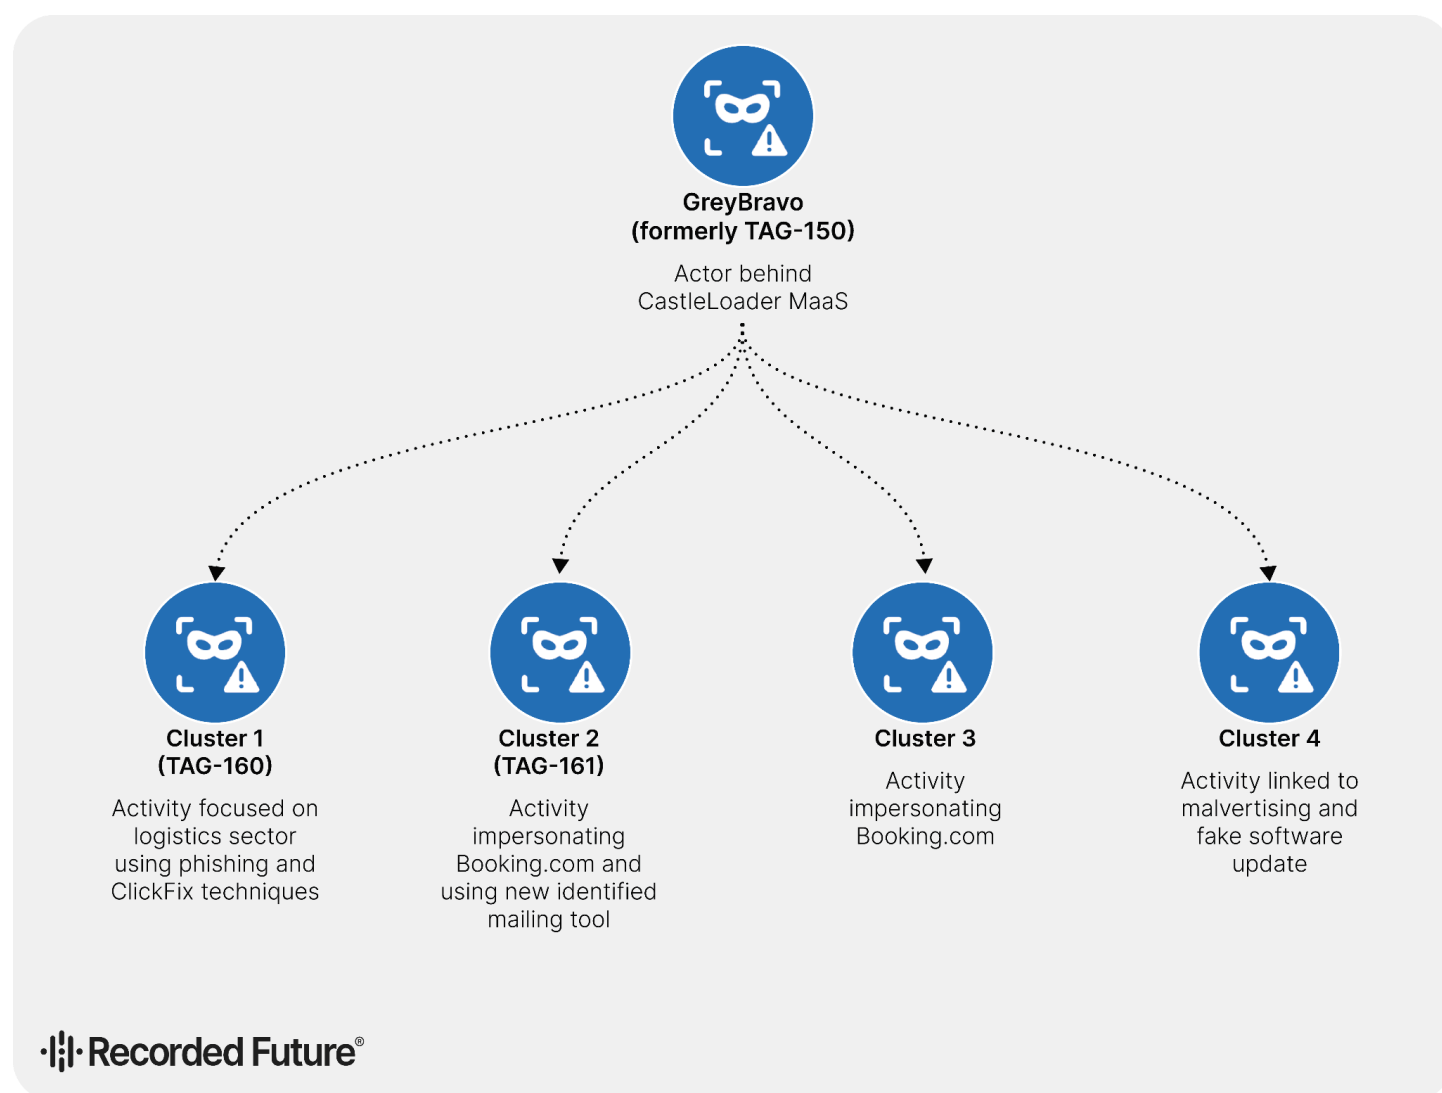 GreyBravo
(formerly TAG-150)
Actor behind
CastleLoader MaaS
Cluster 1
(TAG-160)
Activity focused on
logistics sector
using phishing and
ClickFix techniques
Cluster 2
(TAG-161)
Activity
impersonating
Booking.com and
using new identified
mailing tool
Cluster 3
Activity
impersonating
Booking.com
Cluster 4
Activity linked to
malvertising and
fake software
update
Recorded Future®